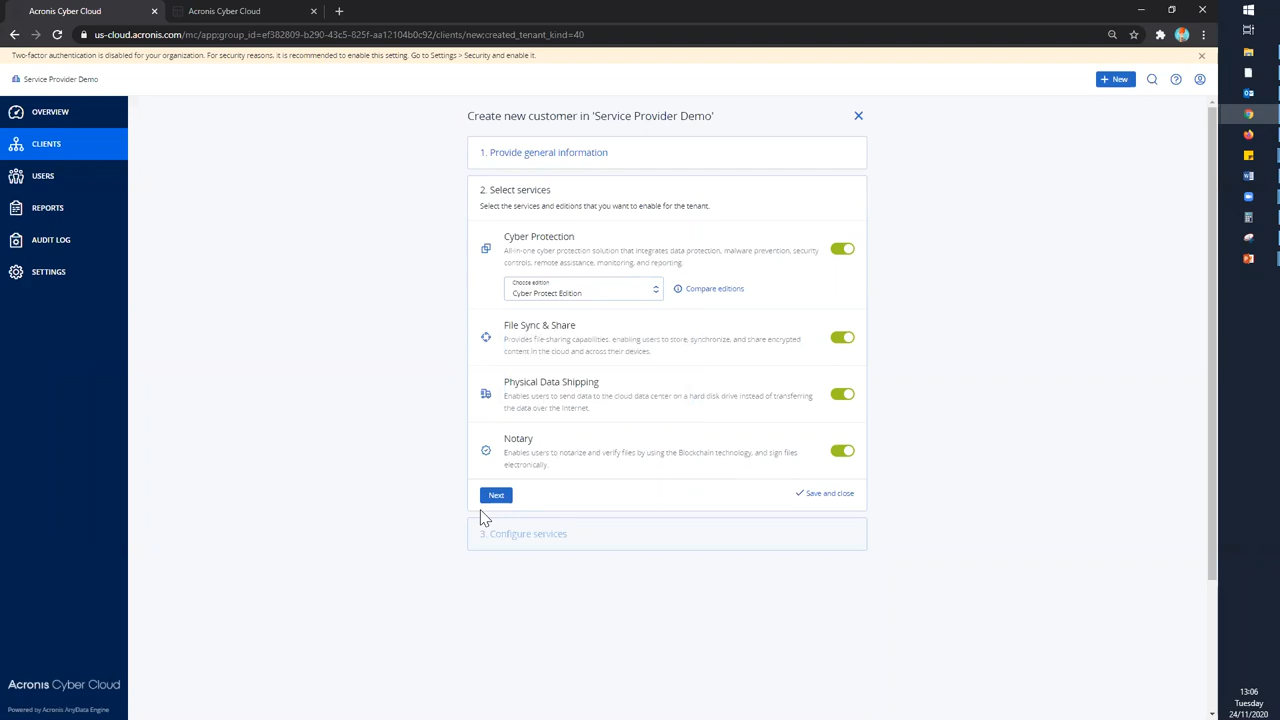 Acronis Cyber Cloud
Acronis Cyber Cloud
us-cloud.acronis.com/mc/app;group_id=ef382809-b290-43c5-825f-aa12104b0c92/clients/new;created_tenant_kind=40
Two-factor authentication is disabled for your organization. For security reasons, it is recommended to enable this setting. Go to Settings > Security and enable it.
Service Provider Demo
New
OVERVIEW
CLIENTS
USERS
REPORTS
AUDIT LOG
SETTINGS
Create new customer in 'Service Provider Demo'
1. Provide general information
2. Select services
Select the services and editions that you want to enable for the tenant.
Cyber Protection
All-in-one cyber protection solution that integrates data protection, malware prevention, security
controls, remote assistance, monitoring, and reporting.
Choose edition
Cyber Protect Edition
Compare editions
File Sync & Share
Provides file-sharing capabilities, enabling users to store, synchronize, and share encrypted
content in the cloud and across their devices.
Physical Data Shipping
Enables users to send data to the cloud data center on a hard disk drive instead of transferring
the data over the internet.
Notary
Enables users to notarize and verify files by using the Blockchain technology, and sign files
electronically.
Next
Save and close
3. Configure services
Acronis Cyber Cloud
Powered by Acronis AnyData Engine
13:06
Tuesday
24/11/2020